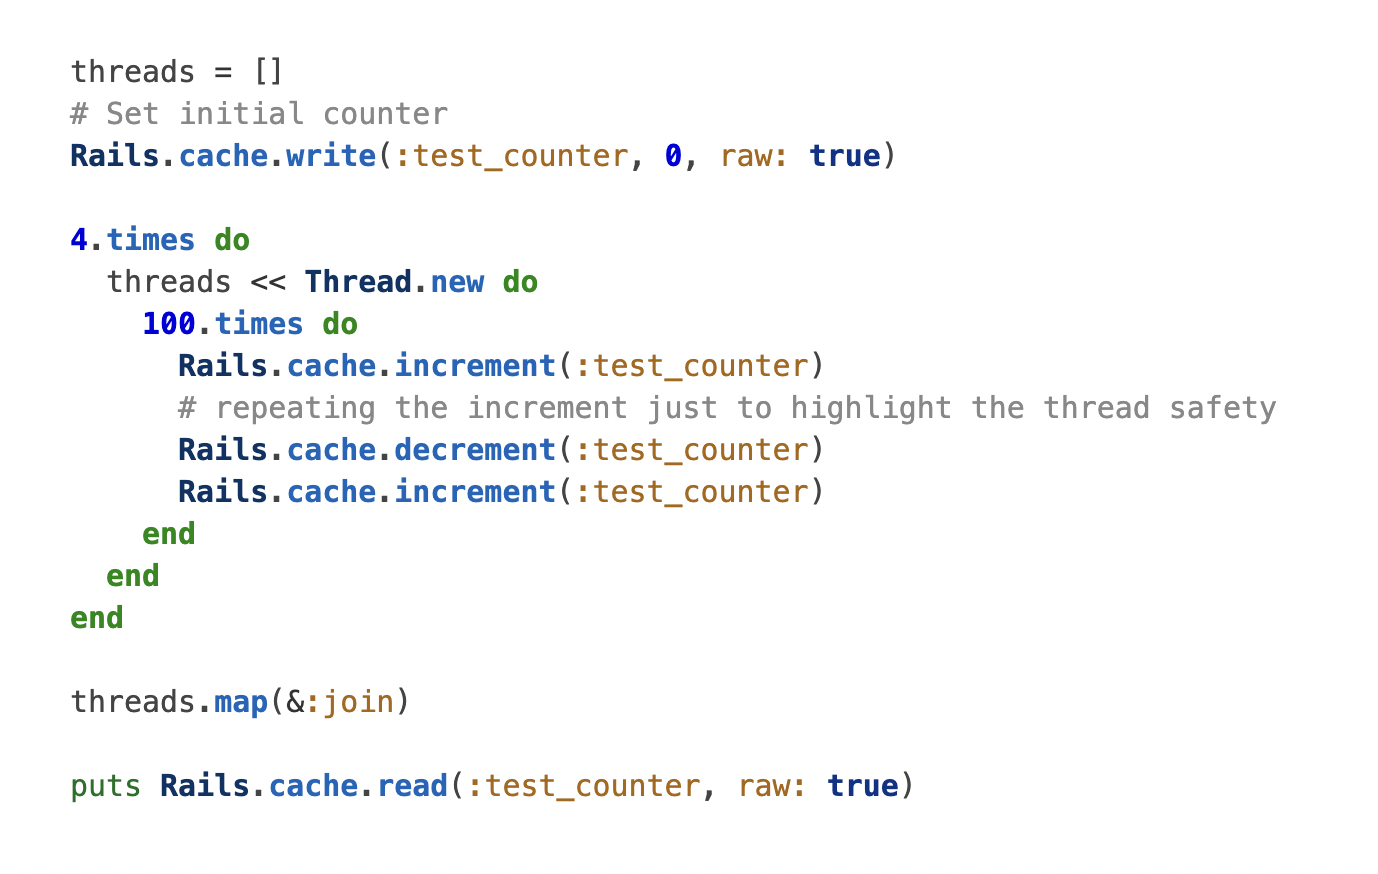 threads = []
# Set initial counter
Rails.cache.write(:test_counter, 0, raw: true)

4.times do
  threads << Thread.new do
    100.times do
      Rails.cache.increment(:test_counter)
      # repeating the increment just to highlight the thread safety
      Rails.cache.decrement(:test_counter)
      Rails.cache.increment(:test_counter)
    end
  end
end

threads.map(&:join)

puts Rails.cache.read(:test_counter, raw: true)